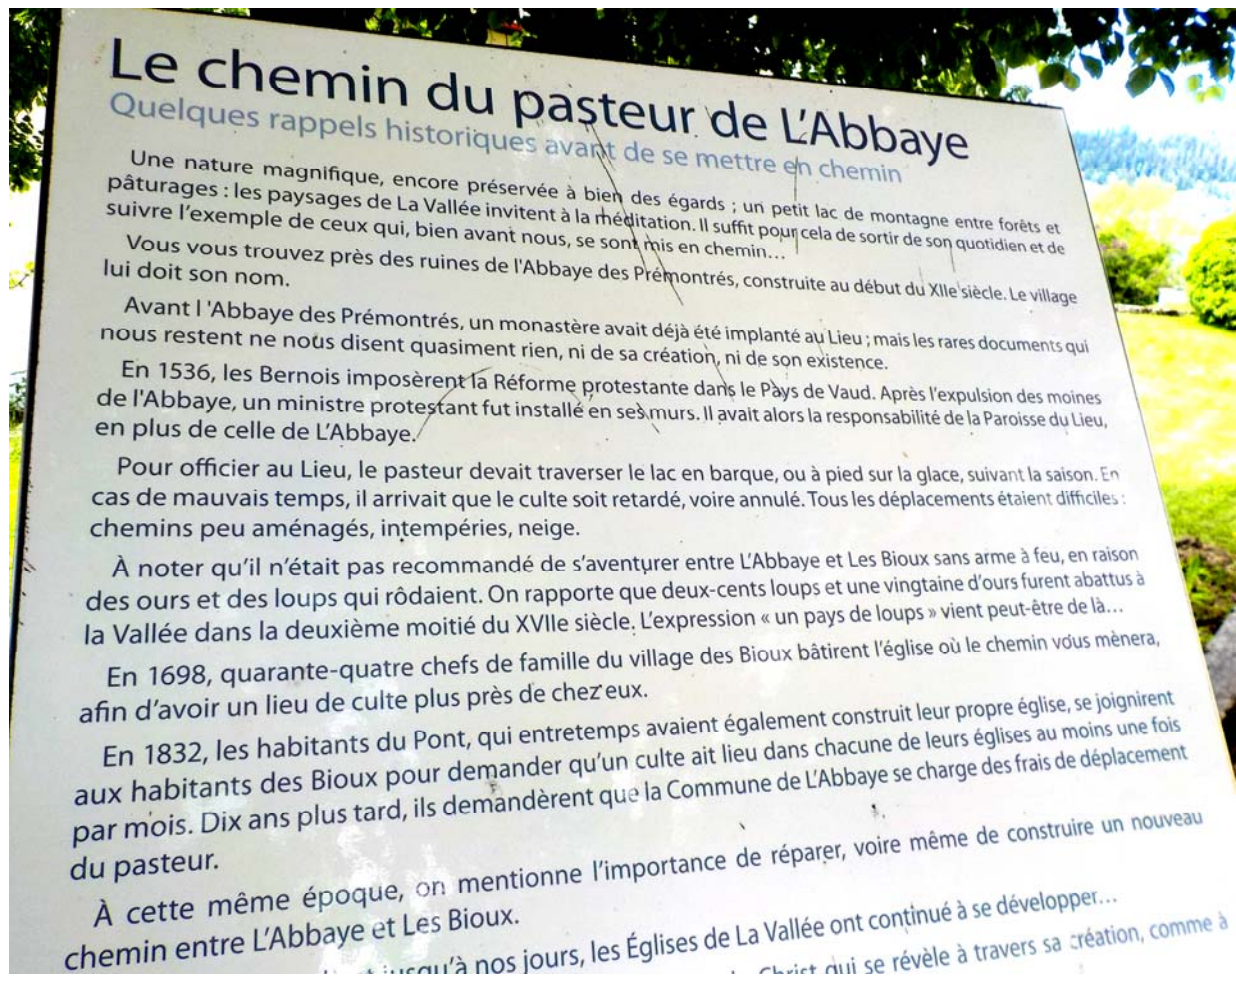 Le chemin du pasteur de L'Abbaye
Quelques rappels historiques avant de se mettre en chemin
Une nature magnifique, encore préservée à bien des égards ; un petit lac de montagne entre forêts et
pâturages : les paysages de La Vallée invitent à la méditation. Il suffit pour cela de sortir de son quotidien et de
suivre l'exemple de ceux qui, bien avant nous, se sont mis en chemin...
Vous vous trouvez près des ruines de l'Abbaye des Prémontrés, construite au début du XIIe siècle. Le village
lui doit son nom.
Avant l 'Abbaye des Prémontrés, un monastère avait déjà été implanté au Lieu ; mais les rares documents qui
nous restent ne nous disent quasiment rien, ni de sa création, ni de son existence.
En 1536, les Bernois imposèrent la Réforme protestante dans le Pays de Vaud. Après l'expulsion des moines
de l'Abbaye, un ministre protestant fut installé en ses murs. Il avait alors la responsabilité de la Paroisse du Lieu,
en plus de celle de L'Abbaye.
Pour officier au Lieu, le pasteur devait traverser le lac en barque, ou à pied sur la glace, suivant la saison. En
cas de mauvais temps, il arrivait que le culte soit retardé, voire annulé. Tous les déplacements étaient difficiles :
chemins peu aménagés, intempéries, neige.
À noter qu'il n'était pas recommandé de s'aventurer entre L'Abbaye et Les Bioux sans arme à feu, en raison
des ours et des loups qui rôdaient. On rapporte que deux-cents loups et une vingtaine d'ours furent abattus à
la Vallée dans la deuxième moitié du XVIIe siècle. L'expression « un pays de loups » vient peut-être de là...
En 1698, quarante-quatre chefs de famille du village des Bioux bâtirent l'église où le chemin vous mènera,
afin d'avoir un lieu de culte plus près de chez eux.
En 1832, les habitants du Pont, qui entretemps avaient également construit leur propre église, se joignirent
aux habitants des Bioux pour demander qu'un culte ait lieu dans chacune de leurs églises au moins une fois
par mois. Dix ans plus tard, ils demandèrent que la Commune de L'Abbaye se charge des frais de déplacement
du pasteur.
À cette même époque, on mentionne l'importance de réparer, voire même de construire un nouveau
chemin entre L'Abbaye et Les Bioux.
jusqu'à nos jours, les Églises de La Vallée ont continué à se développer...
Christ qui se révèle à travers sa création, comme à